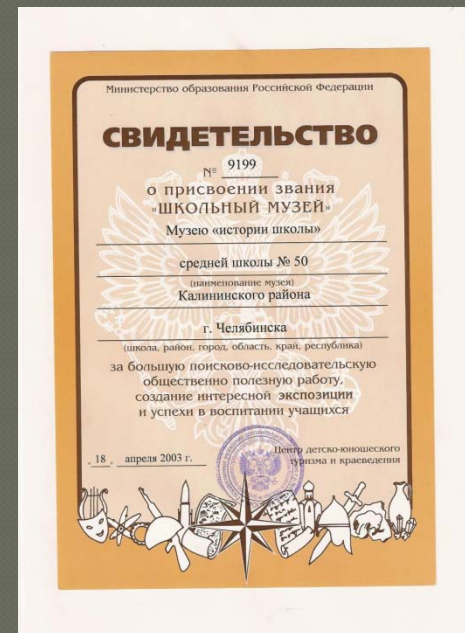 Министерство образования Российской Федерации
СВИДЕТЕЛЬСТВО
№ 9199
о присвоении звания
«ШКОЛЬНЫЙ МУЗЕЙ»
Музею «истории школы»
средней школы № 50
(наименование музея)
Калининского района
г. Челябинска
(школа, район, город, область, край, республика)
за большую поисково-исследовательскую
общественно полезную работу,
создание интересной экспозиции
и успехи в воспитании учащихся
18 апреля 2003 г.
Центр детско-юношеского
туризма и краеведения